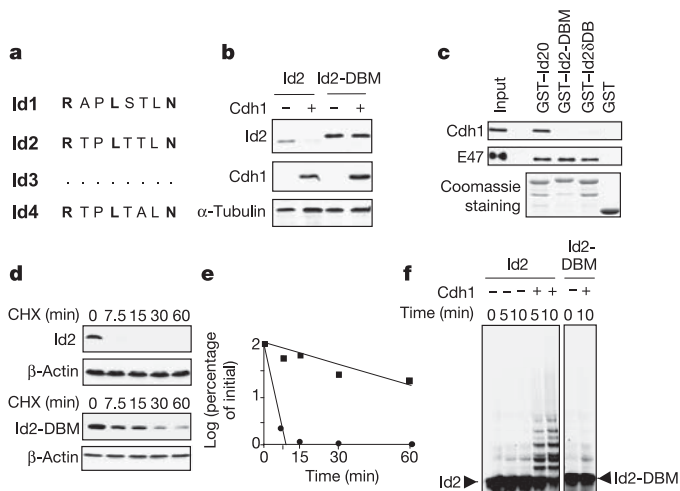 a
Id1 R A P L S T L N
Id2 R T P L T T L N
Id3 . . . . . . . .
Id4 R T P L T A L N
b
Id2 Id2-DBM
Cdh1 – + – +
Id2
Cdh1
α-Tubulin
c
Input GST–Id20 GST–Id2-DBM GST–Id2δDB GST
Cdh1
E47
Coomassie
staining
d
CHX (min) 0 7.5 15 30 60
Id2
β-Actin
CHX (min) 0 7.5 15 30 60
Id2-DBM
β-Actin
e
Log (percentage
of initial)
2
1
0
0 15 30 60
Time (min)
f
Id2 Id2-
DBM
Cdh1 – – – + + – +
Time (min) 0 5 10 5 10 0 10
Id2 Id2-DBM